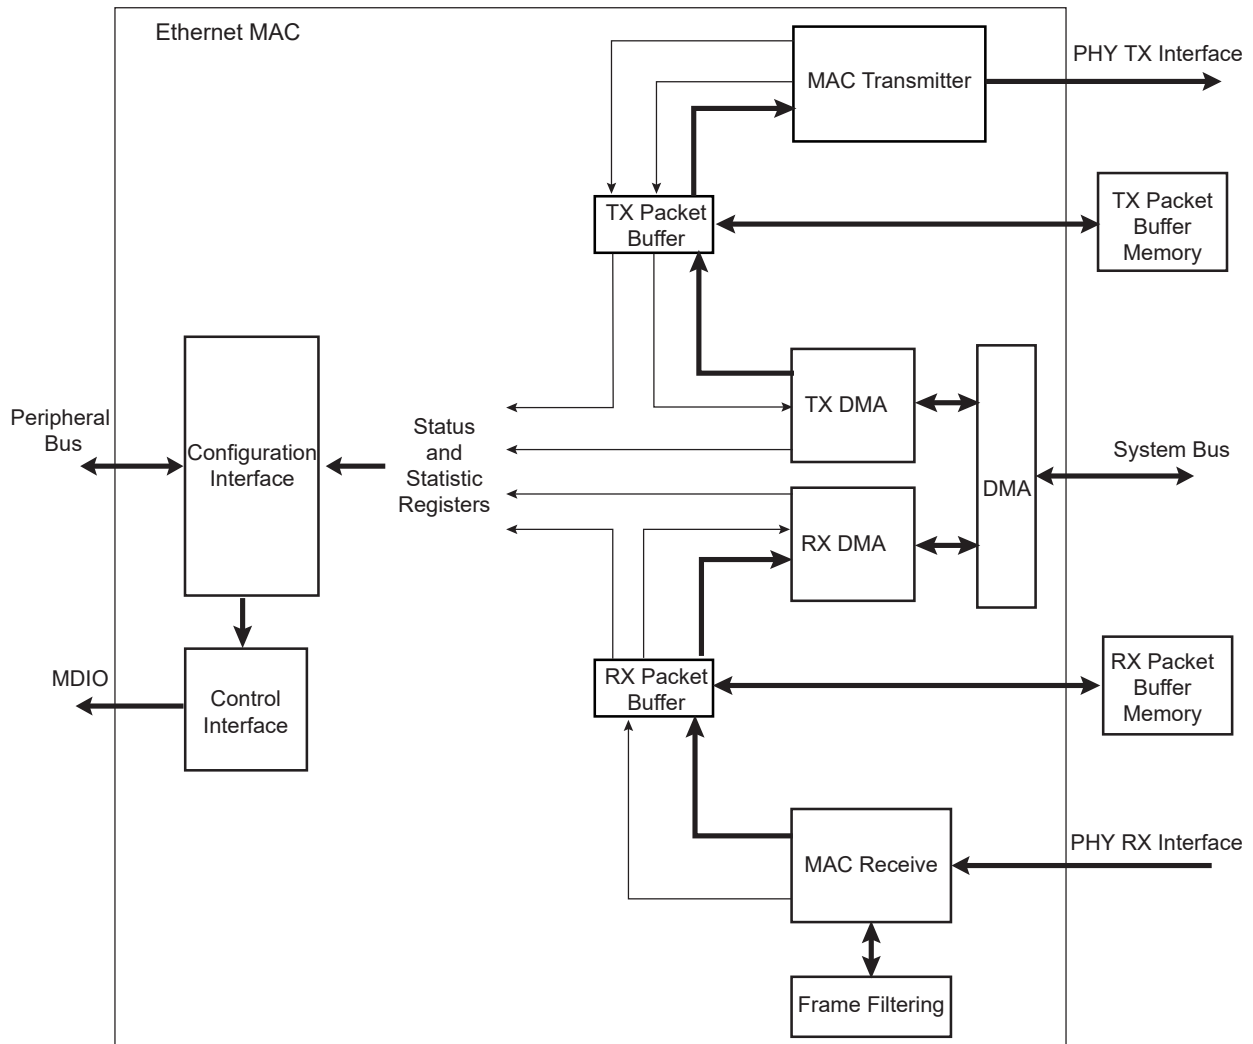 Ethernet MAC
PHY TX Interface
MAC Transmitter
TX Packet
Buffer
TX Packet
Buffer
Memory
Peripheral
Bus
Configuration
Interface
Status
and
Statistic
Registers
TX DMA
RX DMA
DMA
System Bus
MDIO
Control
Interface
RX Packet
Buffer
RX Packet
Buffer
Memory
MAC Receive
PHY RX Interface
Frame Filtering